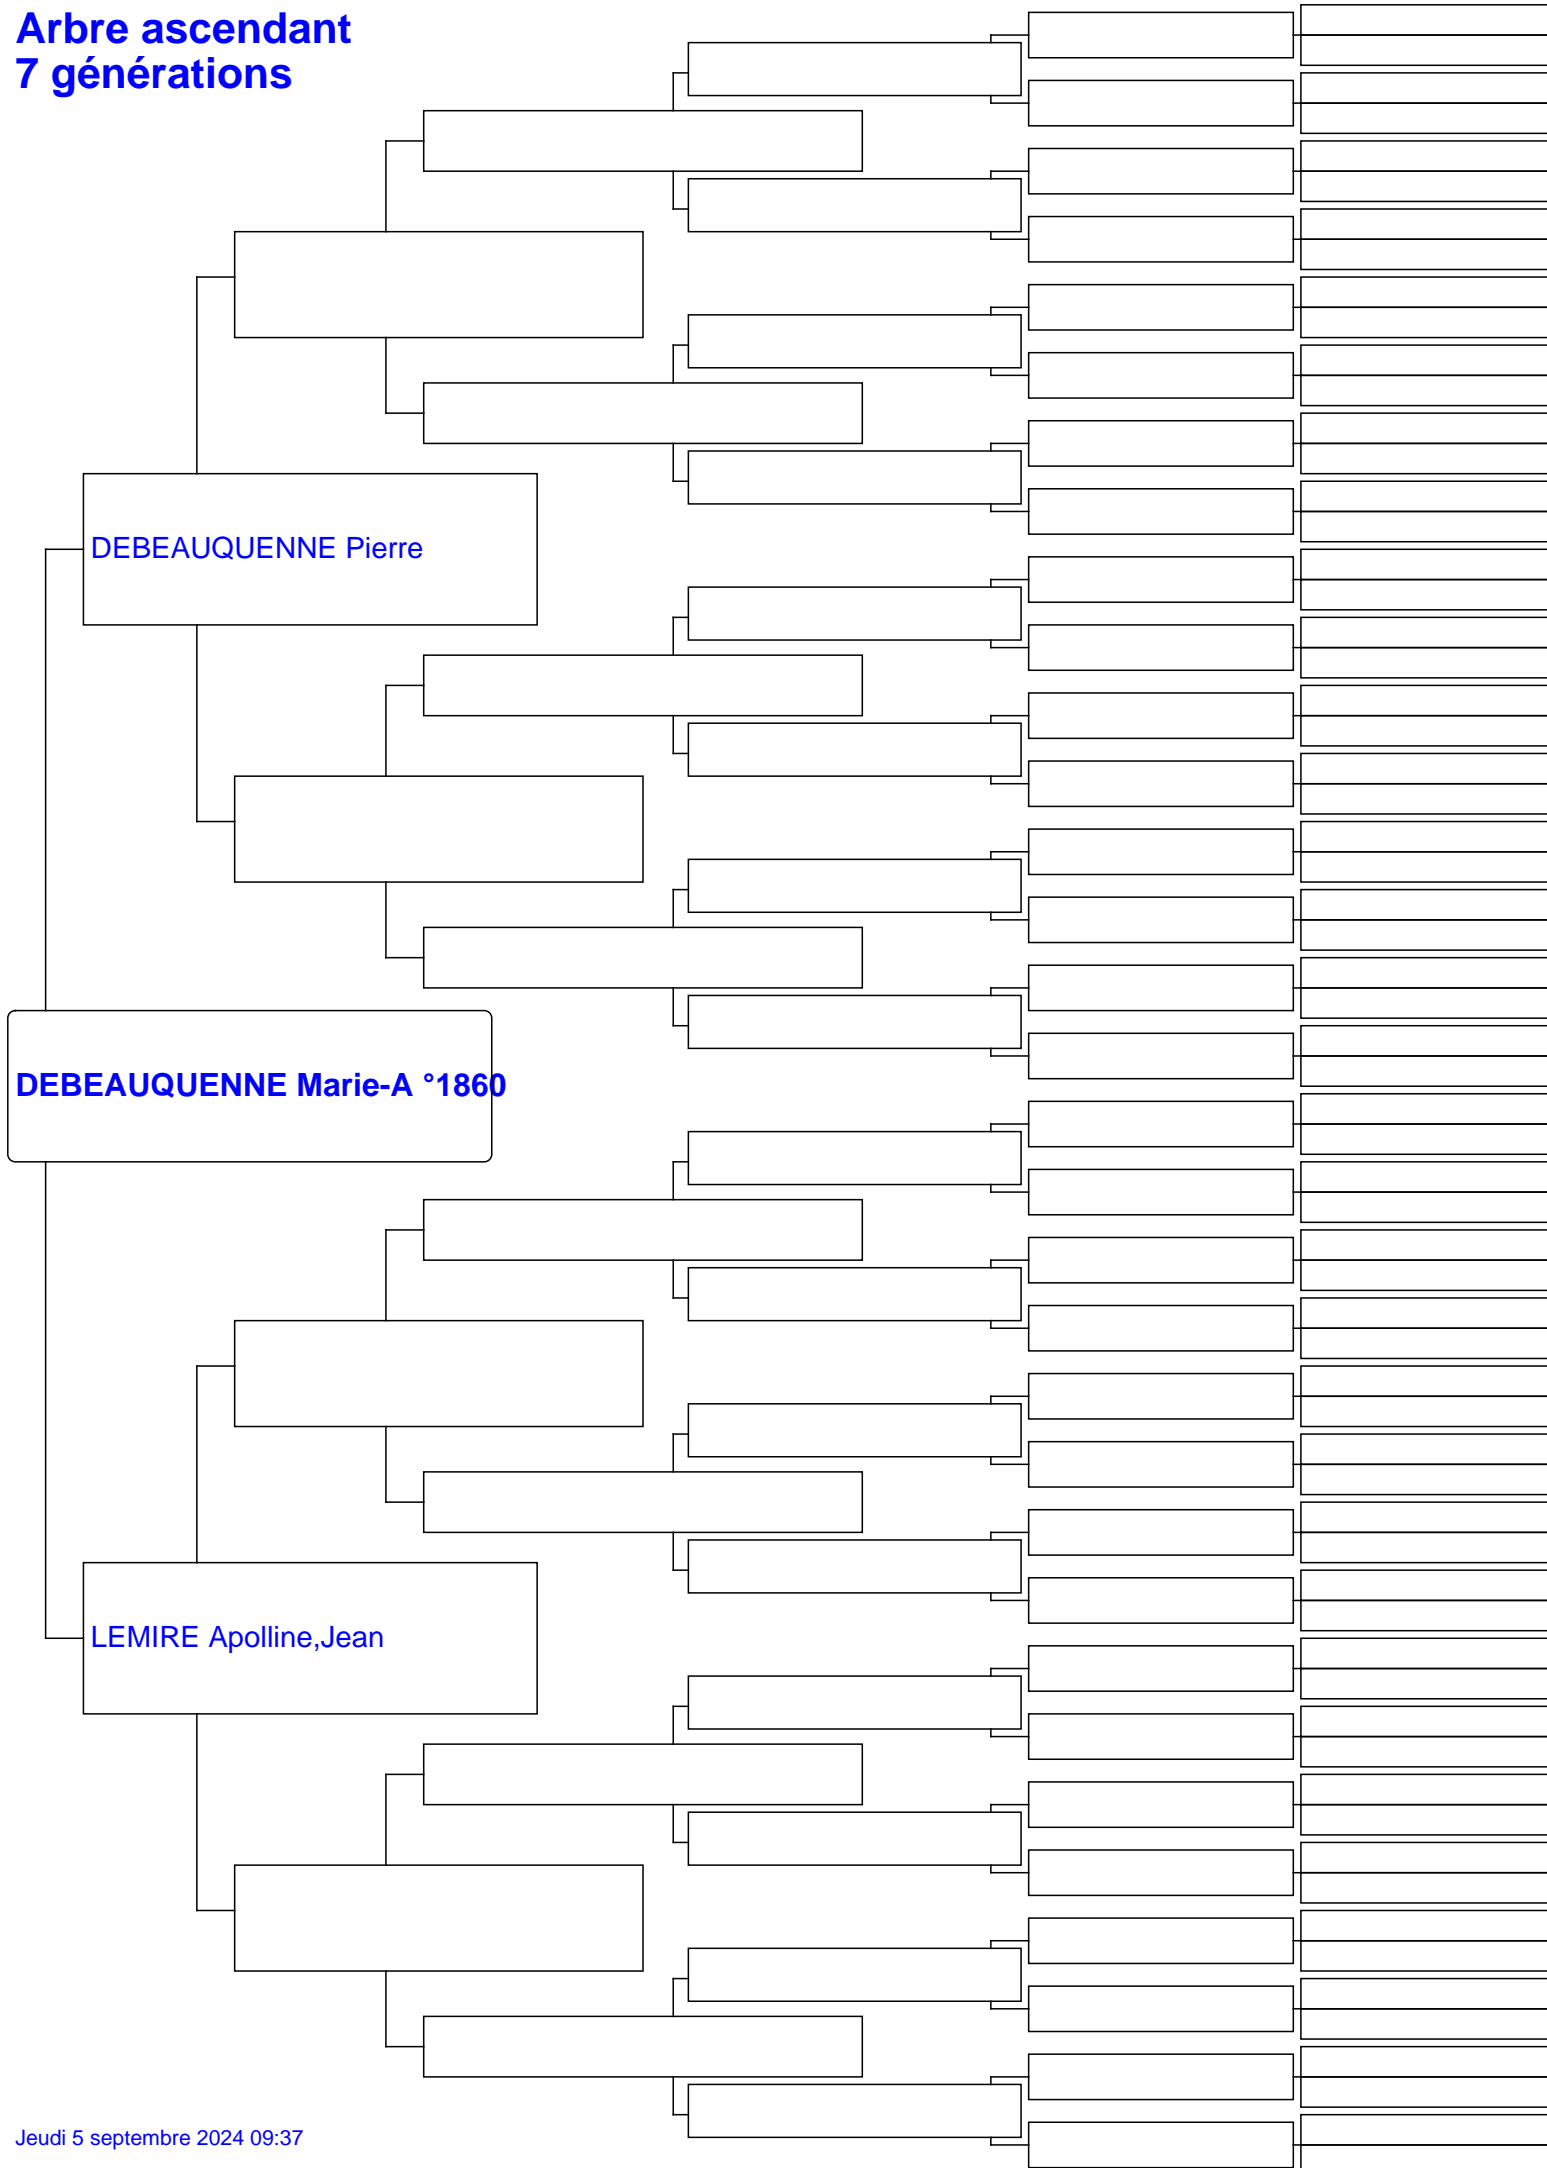 Arbre ascendant
7 générations
DEBEAUQUENNE Pierre
DEBEAUQUENNE Marie-A °1860
LEMIRE Apolline,Jean
Jeudi 5 septembre 2024 09:37